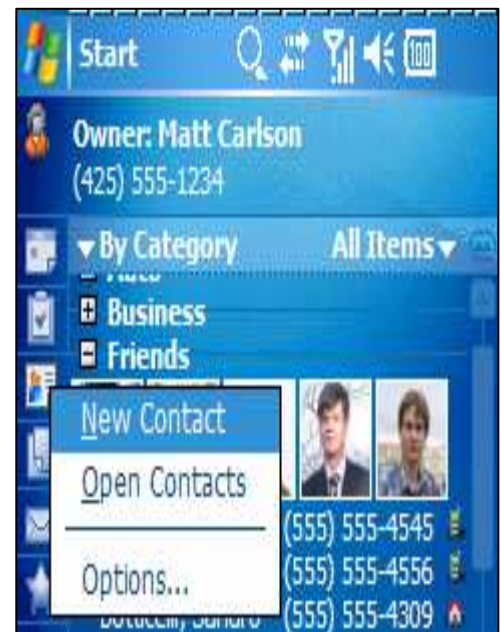 Start
100
Owner: Matt Carlson
(425) 555-1234
By Category All Items
Business
Friends
New Contact
Open Contacts
Options...
(555) 555-4545
(555) 555-4556
(555) 555-4309